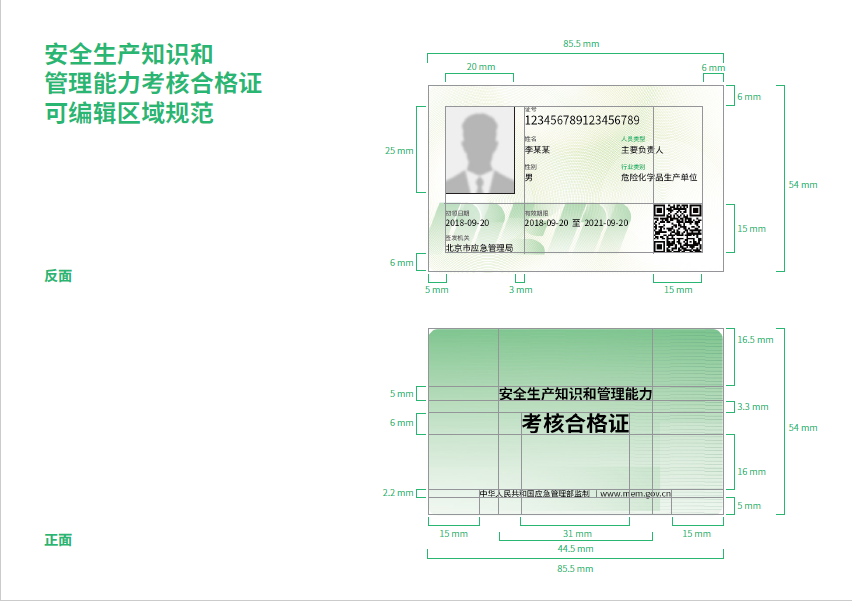 安全生产知识和
管理能力考核合格证
可编辑区域规范
85.5 mm
20 mm
6 mm
6 mm
25 mm
54 mm
15 mm
6 mm
5 mm
3 mm
15 mm
证号
123456789123456789
姓名
人员类型
李某某
主要负责人
性别
行业类别
男
危险化学品生产单位
初领日期
有效期限
2018-09-20
2018-09-20 至 2021-09-20
签发机关
北京市应急管理局
反面
16.5 mm
5 mm
安全生产知识和管理能力
3.3 mm
6 mm
考核合格证
54 mm
16 mm
2.2 mm
中华人民共和国应急管理部监制 | www.mem.gov.cn
5 mm
15 mm
31 mm
15 mm
44.5 mm
85.5 mm
正面